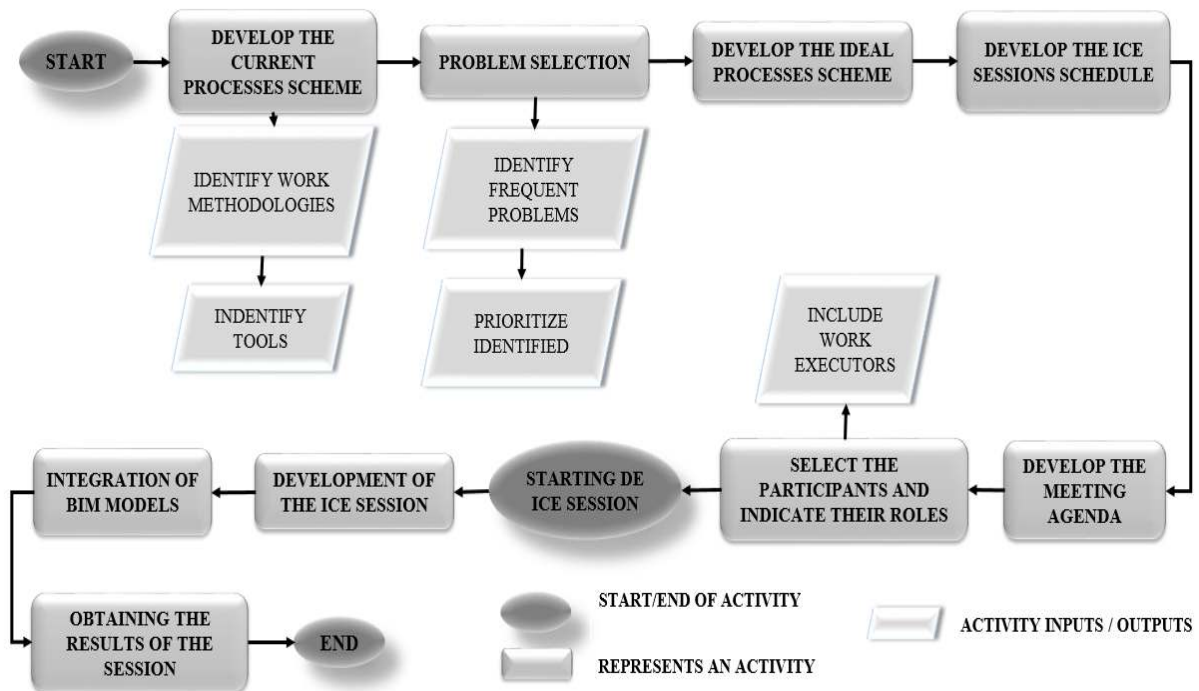 START
DEVELOP THE
CURRENT
PROCESSES SCHEME
PROBLEM SELECTION
DEVELOP THE IDEAL
PROCESSES SCHEME
DEVELOP THE ICE
SESSIONS SCHEDULE
IDENTIFY WORK
METHODOLOGIES
INDENTIFY
TOOLS
IDENTIFY
FREQUENT
PROBLEMS
PRIORITIZE
IDENTIFIED
INCLUDE
WORK
EXECUTORS
DEVELOP THE
MEETING
AGENDA
SELECT THE
PARTICIPANTS AND
INDICATE THEIR ROLES
STARTING DE
ICE SESSION
DEVELOPMENT OF
THE ICE SESSION
INTEGRATION OF
BIM MODELS
OBTAINING THE
RESULTS OF THE
SESSION
END
START/END OF ACTIVITY
REPRESENTS AN ACTIVITY
ACTIVITY INPUTS / OUTPUTS